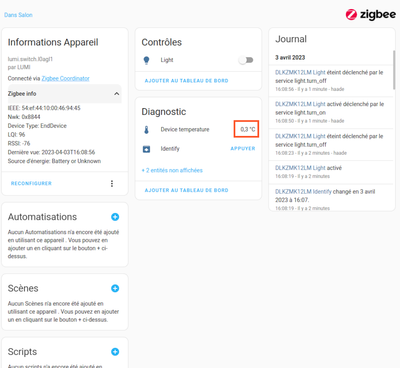 Dans Salon
zigbee
Informations Appareil
lumi.switch.l0agl1
par LUMI
Connecté via Zigbee Coordinator
Zigbee info
IEEE: 54:ef:44:10:00:46:94:45
Nwk: 0x8844
Device Type: EndDevice
LQI: 96
RSSI: -76
Dernière vue: 2023-04-03T16:08:56
Source d'énergie: Battery or Unknown
RECONFIGURER
Automatisations
Aucun Automatisations n'a encore été ajouté
en utilisant ce appareil . Vous pouvez en
ajouter un en cliquant sur le bouton + ci-
dessus.
Scènes
Aucun Scènes n'a encore été ajouté en
utilisant ce appareil . Vous pouvez en ajouter
un en cliquant sur le bouton + ci-dessus.
Scripts
Aucun scripts n'a encore été ajouté en
Contrôles
Light
AJOUTER AU TABLEAU DE BORD
Diagnostic
Device temperature
0,3 °C
Identify
APPUYER
+ 2 entités non affichées
AJOUTER AU TABLEAU DE BORD
Journal
3 avril 2023
DLKZMK12LM Light éteint déclenché par le
service light.turn_off
16:08:56 - Il y a 1 minute - haade
DLKZMK12LM Light activé déclenché par le
service light.turn_on
16:08:50 - Il y a 2 minutes - haade
DLKZMK12LM Light éteint déclenché par le
service light.turn_off
16:08:23 - Il y a 2 minutes - haade
DLKZMK12LM Light activé
16:08:19 - Il y a 2 minutes
DLKZMK12LM Identify changé en 3 avril
2023 à 16:07.
16:08:19 - Il y a 2 minutes